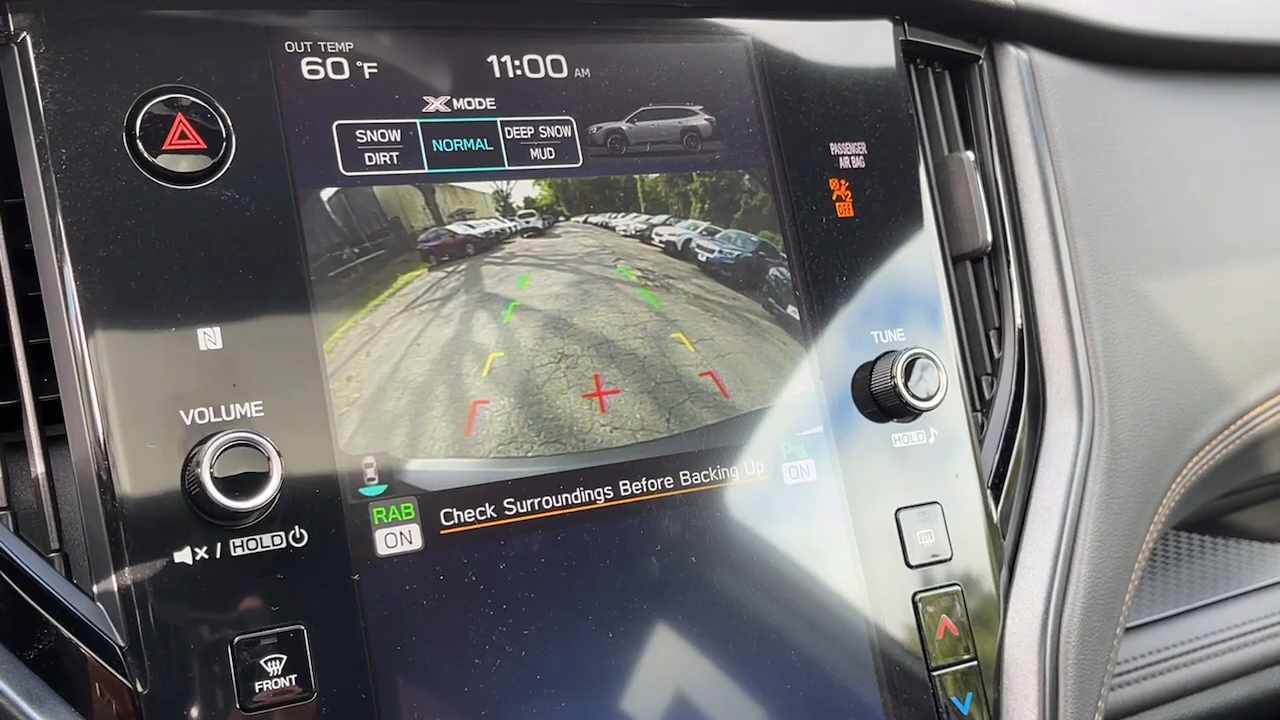 OUT TEMP
60 °F
11:00 AM
X MODE
SNOW
DIRT
NORMAL
DEEP SNOW
MUD
PASSENGER
AIR BAG
2
OFF
TUNE
HOLD
VOLUME
/ HOLD
RAB
ON
Check Surroundings Before Backing Up
ON
FRONT